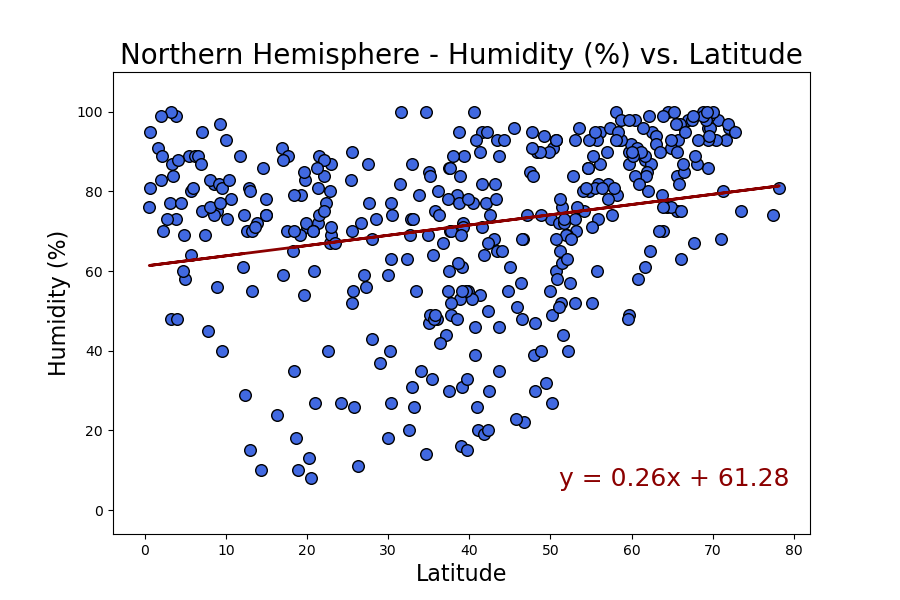 Northern Hemisphere - Humidity (%) vs. Latitude
Humidity (%)
100
80
60
40
20
0
y = 0.26x + 61.28
0 10 20 30 40 50 60 70 80
Latitude